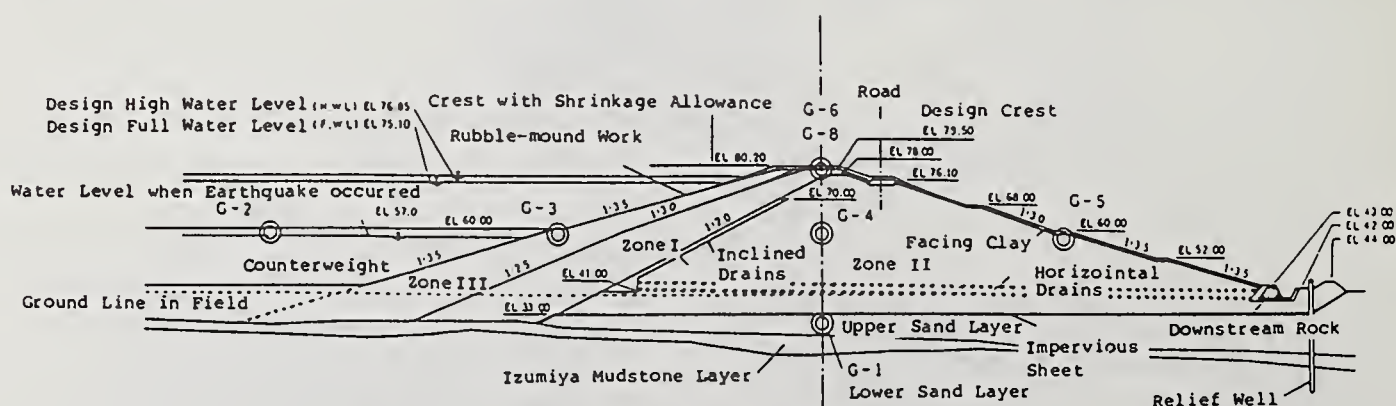 Design High Water Level (H.W.L) EL 76.85
Crest with Shrinkage Allowance
G-6
Road
Design Full Water Level (F.W.L) EL 75.10
Rubble-mound Work
G-8
Design Crest
EL 79.50
EL 80.20
EL 78.00
EL 76.10
Water Level when Earthquake occurred
EL 70.00
G-2
EL 57.0
EL 60.00
G-3
1·3.5
1·3.0
1·2.0
G-4
EL 68.00
1·3.0
G-5
EL 60.00
EL 43.00
EL 42.00
EL 44.00
Zone I
Inclined
Drains
Zone II
Facing Clay
1·3.5
EL 52.00
1·3.5
Counterweight
1·3.5
Zone III
1·2.5
EL 41.00
Horizointal
Drains
Ground Line in Field
EL 33.00
Upper Sand Layer
Downstream Rock
Impervious
Sheet
Izumiya Mudstone Layer
G-1
Lower Sand Layer
Relief Well